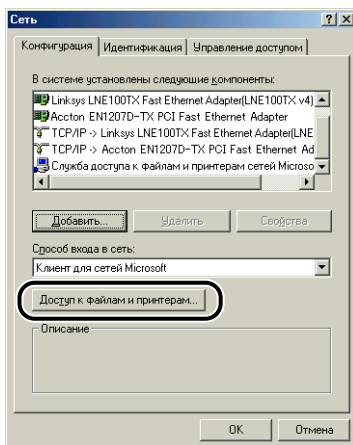 Сеть
Конфигурация Идентификация Управление доступом
В системе установлены следующие компоненты:
Linksys LNE100TX Fast Ethernet Adapter(LNE100TX v4)
Accton EN1207D-TX PCI Fast Ethernet Adapter
TCP/IP -> Linksys LNE100TX Fast Ethernet Adapter(LNE
TCP/IP -> Accton EN1207D-TX PCI Fast Ethernet Ad
Служба доступа к файлам и принтерам сетей Microso
Добавить... Удалить Свойства
Способ входа в сеть:
Клиент для сетей Microsoft
Доступ к файлам и принтерам...
Описание
OK Отмена